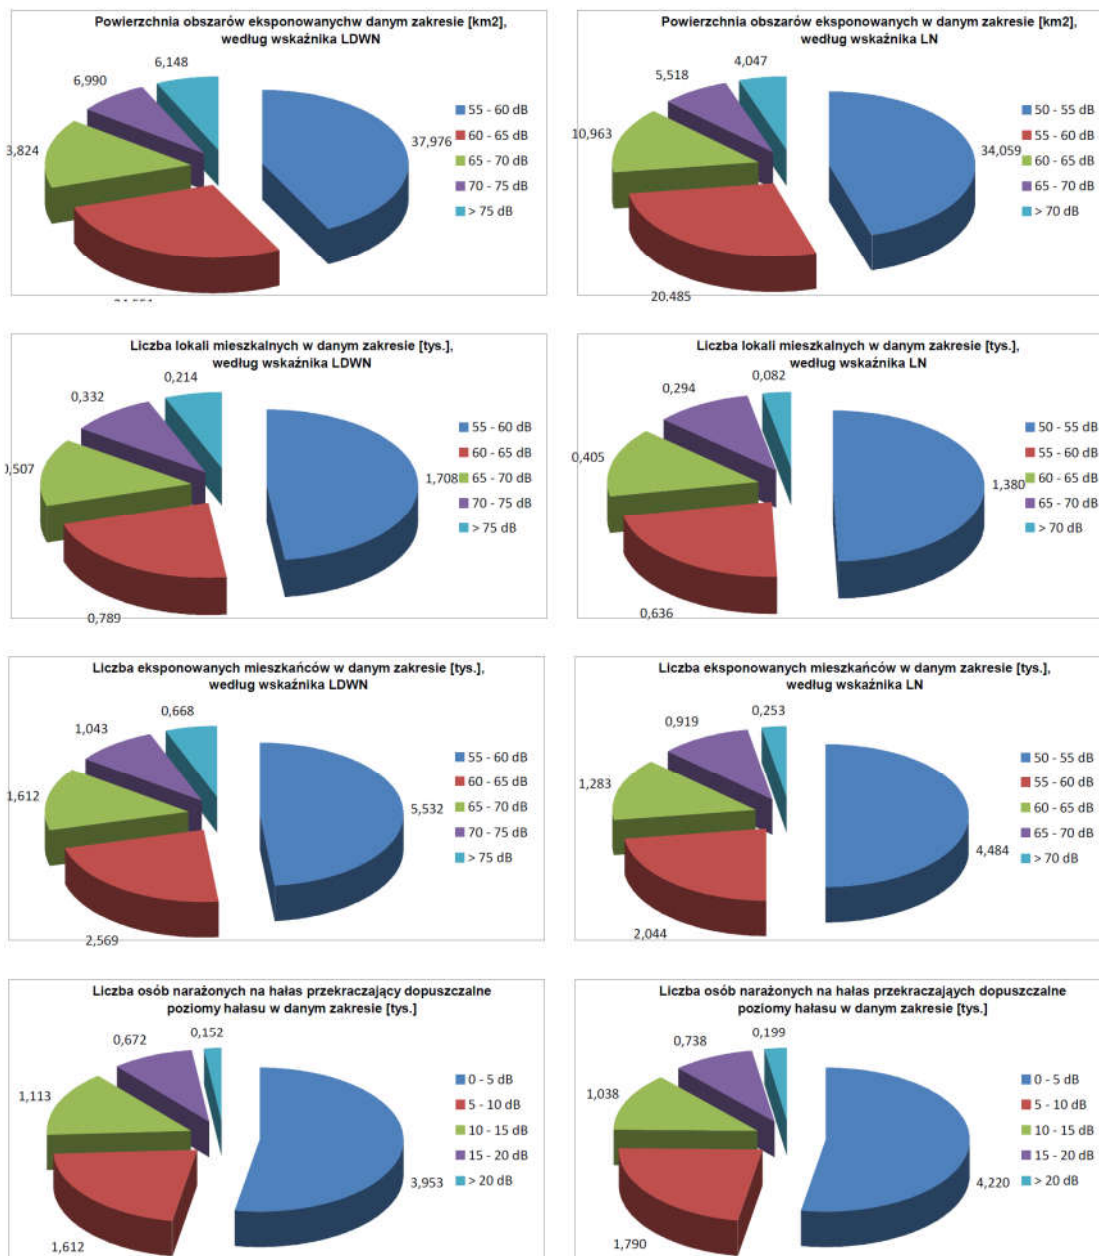 Powierzchnia obszarów eksponowanychw danym zakresie [km2],
według wskaźnika LDWN
6,148
6,990
3,824
37,976
55 - 60 dB
60 - 65 dB
65 - 70 dB
70 - 75 dB
> 75 dB
Powierzchnia obszarów eksponowanych w danym zakresie [km2],
według wskaźnika LN
4,047
5,518
10,963
34,059
20,485
50 - 55 dB
55 - 60 dB
60 - 65 dB
65 - 70 dB
> 70 dB
Liczba lokali mieszkalnych w danym zakresie [tys.],
według wskaźnika LDWN
0,214
0,332
0,507
1,708
0,789
55 - 60 dB
60 - 65 dB
65 - 70 dB
70 - 75 dB
> 75 dB
Liczba lokali mieszkalnych w danym zakresie [tys.],
według wskaźnika LN
0,082
0,294
0,405
1,380
0,636
50 - 55 dB
55 - 60 dB
60 - 65 dB
65 - 70 dB
> 70 dB
Liczba eksponowanych mieszkańców w danym zakresie [tys.],
według wskaźnika LDWN
0,668
1,043
1,612
5,532
2,569
55 - 60 dB
60 - 65 dB
65 - 70 dB
70 - 75 dB
> 75 dB
Liczba eksponowanych mieszkańców w danym zakresie [tys.],
według wskaźnika LN
0,253
0,919
1,283
4,484
2,044
50 - 55 dB
55 - 60 dB
60 - 65 dB
65 - 70 dB
> 70 dB
Liczba osób narażonych na hałas przekraczający dopuszczalne
poziomy hałasu w danym zakresie [tys.]
0,152
0,672
1,113
3,953
1,612
0 - 5 dB
5 - 10 dB
10 - 15 dB
15 - 20 dB
> 20 dB
Liczba osób narażonych na hałas przekraczająych dopuszczalne
poziomy hałasu w danym zakresie [tys.]
0,199
0,738
1,038
4,220
1,790
0 - 5 dB
5 - 10 dB
10 - 15 dB
15 - 20 dB
> 20 dB